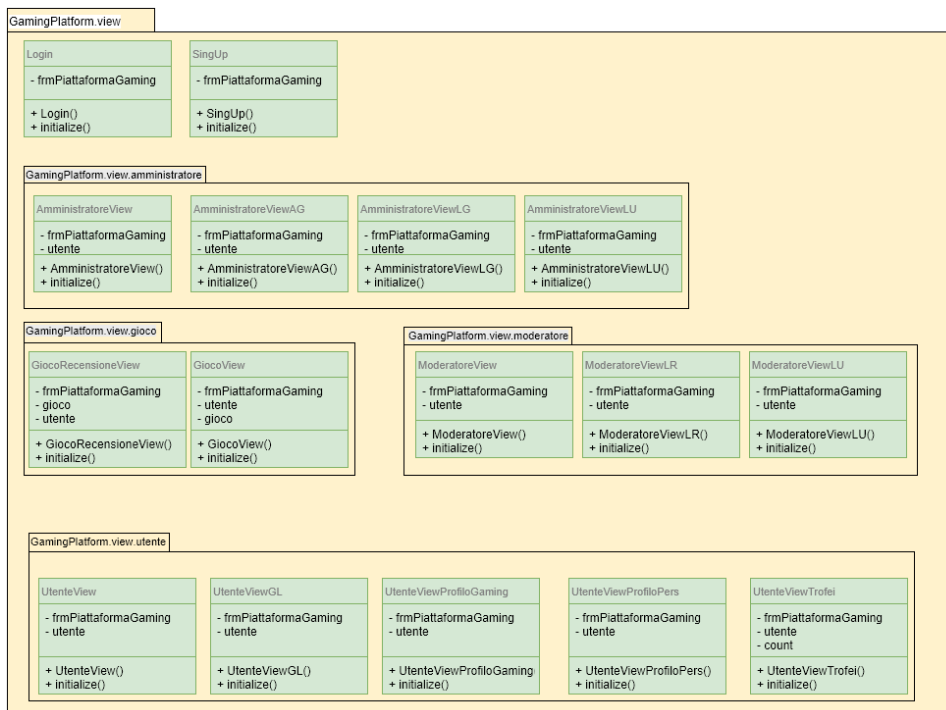 GamingPlatform.view
Login
- frmPiattaformaGaming
+ Login()
+ initialize()
SingUp
- frmPiattaformaGaming
+ SingUp()
+ initialize()
GamingPlatform.view.amministratore
AmministratoreView
- frmPiattaformaGaming
- utente
+ AmministratoreView()
+ initialize()
AmministratoreViewAG
- frmPiattaformaGaming
- utente
+ AmministratoreViewAG()
+ initialize()
AmministratoreViewLG
- frmPiattaformaGaming
- utente
+ AmministratoreViewLG()
+ initialize()
AmministratoreViewLU
- frmPiattaformaGaming
- utente
+ AmministratoreViewLU()
+ initialize()
GamingPlatform.view.gioco
GiocoRecensioneView
- frmPiattaformaGaming
- gioco
- utente
+ GiocoRecensioneView()
+ initialize()
GiocoView
- frmPiattaformaGaming
- utente
- gioco
+ GiocoView()
+ initialize()
GamingPlatform.view.moderatore
ModeratoreView
- frmPiattaformaGaming
- utente
+ ModeratoreView()
+ initialize()
ModeratoreViewLR
- frmPiattaformaGaming
- utente
+ ModeratoreViewLR()
+ initialize()
ModeratoreViewLU
- frmPiattaformaGaming
- utente
+ ModeratoreViewLU()
+ initialize()
GamingPlatform.view.utente
UtenteView
- frmPiattaformaGaming
- utente
+ UtenteView()
+ initialize()
UtenteViewGL
- frmPiattaformaGaming
- utente
+ UtenteViewGL()
+ initialize()
UtenteViewProfiloGaming
- frmPiattaformaGaming
- utente
+ UtenteViewProfiloGaming(
+ initialize()
UtenteViewProfiloPers
- frmPiattaformaGaming
- utente
+ UtenteViewProfiloPers()
+ initialize()
UtenteViewTrofei
- frmPiattaformaGaming
- utente
- count
+ UtenteViewTrofei()
+ initialize()